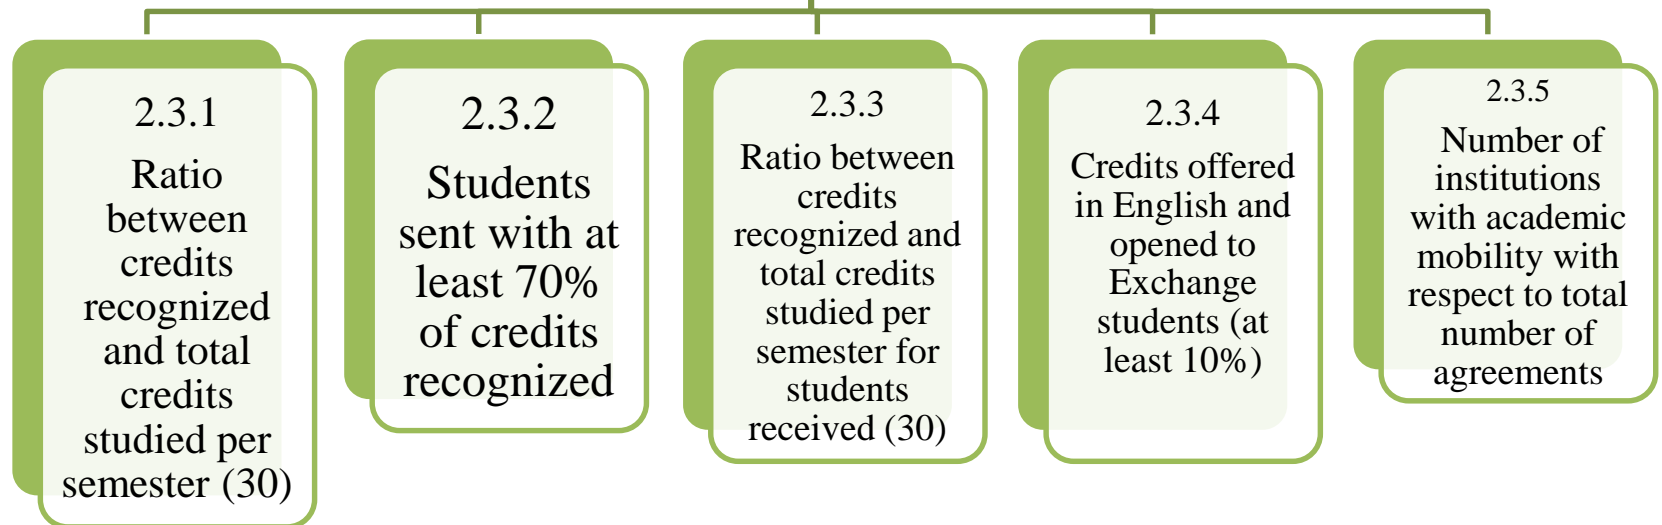 2.3.1
Ratio
between
credits
recognized
and total
credits
studied per
semester (30)
2.3.2
Students
sent with at
least 70%
of credits
recognized
2.3.3
Ratio between
credits
recognized and
total credits
studied per
semester for
students
received (30)
2.3.4
Credits offered
in English and
opened to
Exchange
students (at
least 10%)
2.3.5
Number of
institutions
with academic
mobility with
respect to total
number of
agreements